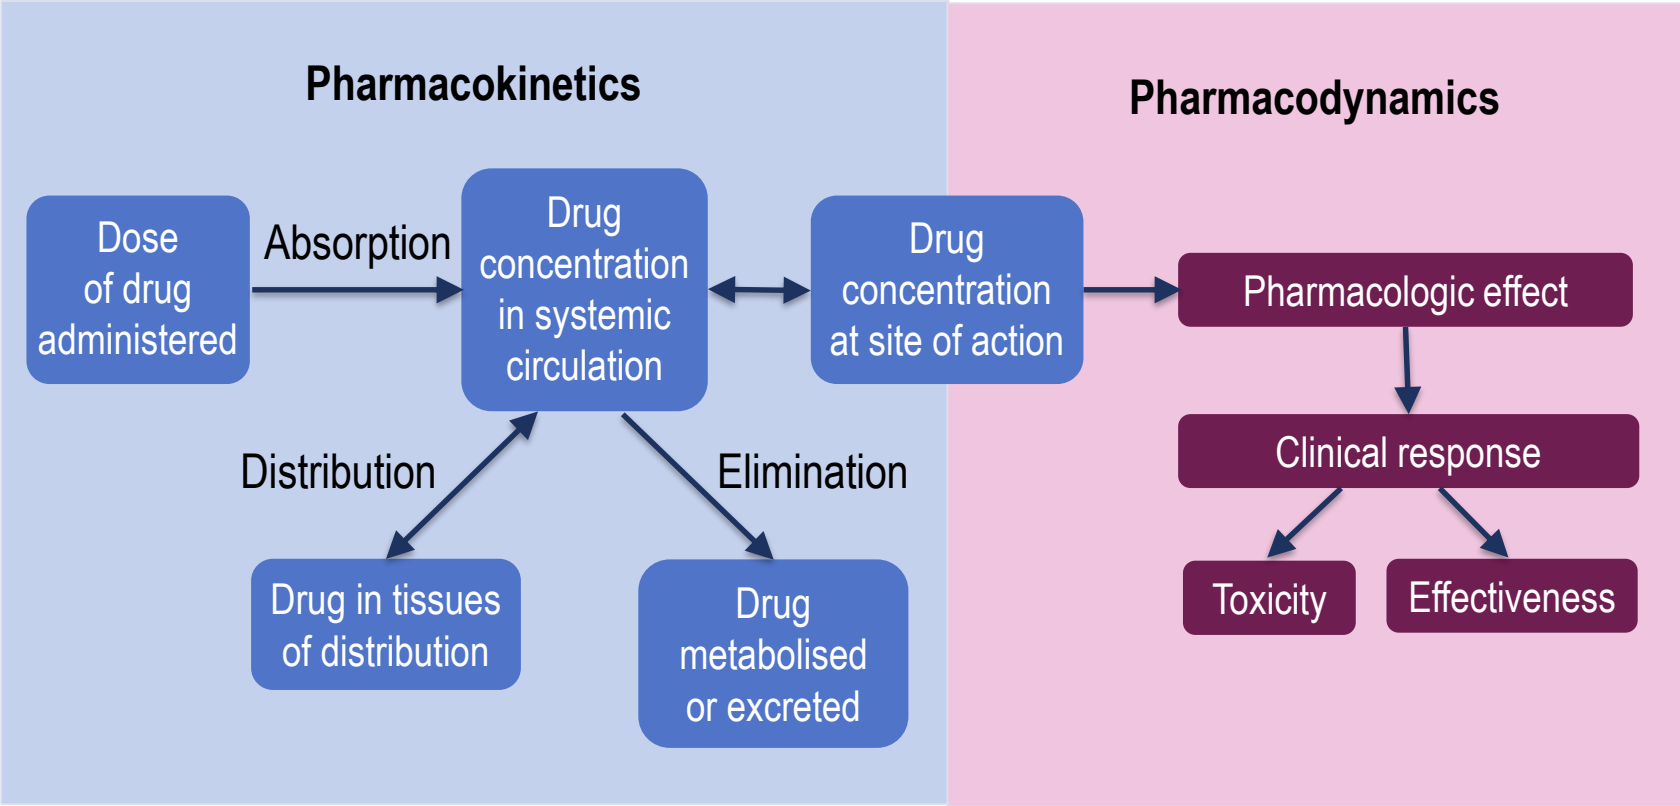 Pharmacokinetics
Pharmacodynamics
Dose
of drug
administered
Absorption
Drug
concentration
in systemic
circulation
Drug
concentration
at site of action
Pharmacologic effect
Clinical response
Distribution
Elimination
Drug in tissues
of distribution
Drug
metabolised
or excreted
Toxicity
Effectiveness